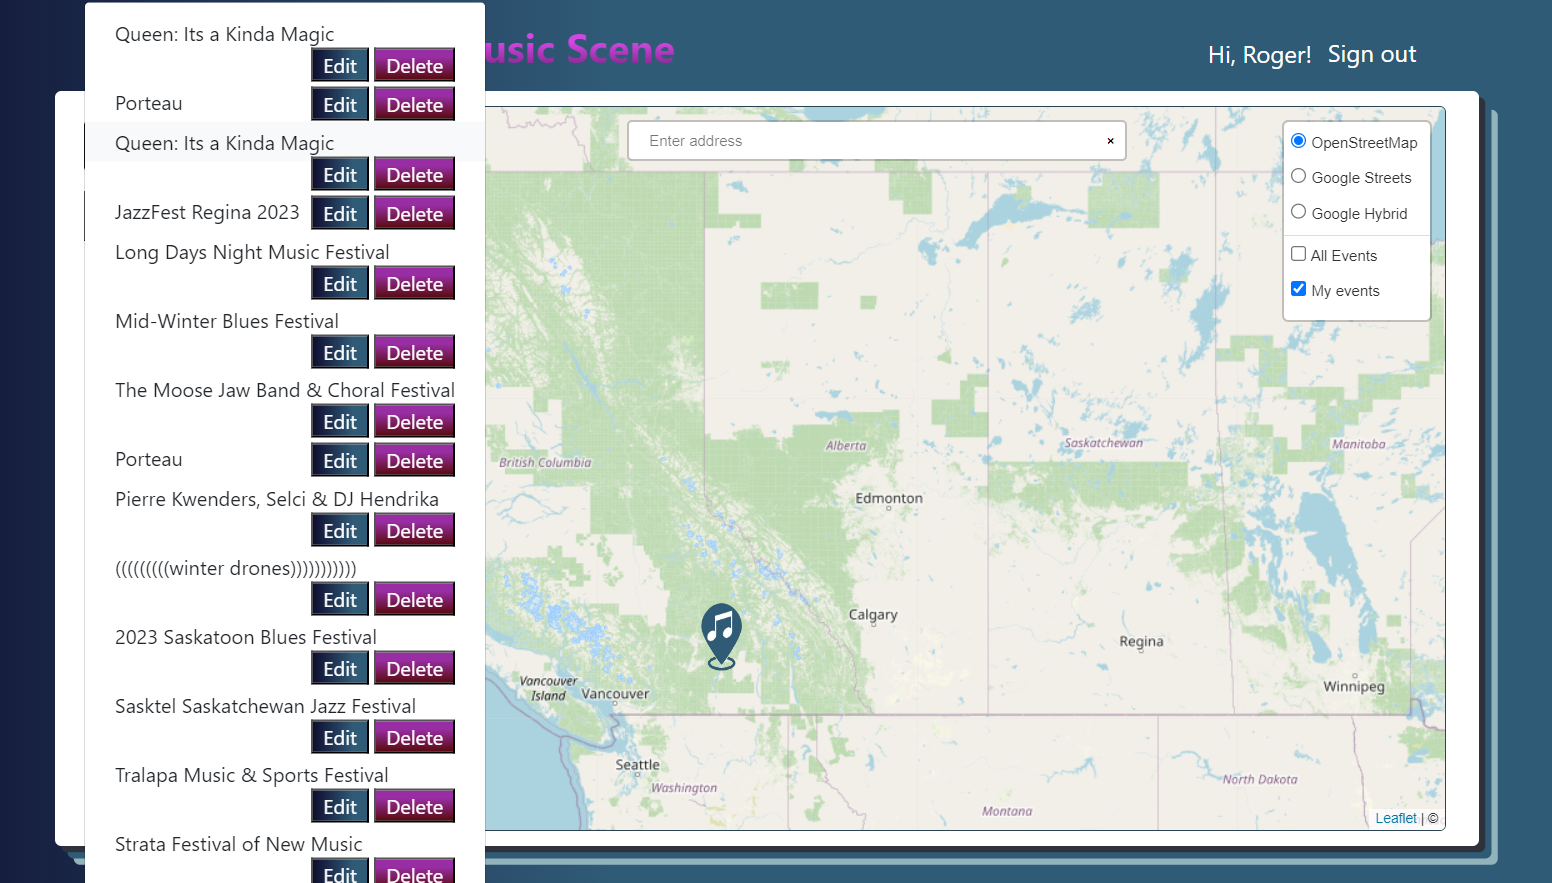 Queen: Its a Kinda Magic
Edit Delete
Porteau Edit Delete
Queen: Its a Kinda Magic
Edit Delete
JazzFest Regina 2023 Edit Delete
Long Days Night Music Festival
Edit Delete
Mid-Winter Blues Festival
Edit Delete
The Moose Jaw Band & Choral Festival
Edit Delete
Porteau Edit Delete
Pierre Kwenders, Selci & DJ Hendrika
Edit Delete
(((((((((winter drones)))))))))))
Edit Delete
2023 Saskatoon Blues Festival
Edit Delete
Sasktel Saskatchewan Jazz Festival
Edit Delete
Tralapa Music & Sports Festival
Edit Delete
Strata Festival of New Music
Edit Delete
usic Scene
Hi, Roger! Sign out
Enter address ×
OpenStreetMap
Google Streets
Google Hybrid
All Events
My events
British Columbia
Alberta
Saskatchewan
Manitoba
Edmonton
Calgary
Regina
Winnipeg
Vancouver
Island
Vancouver
Seattle
Washington
Montana
North Dakota
Leaflet | ©